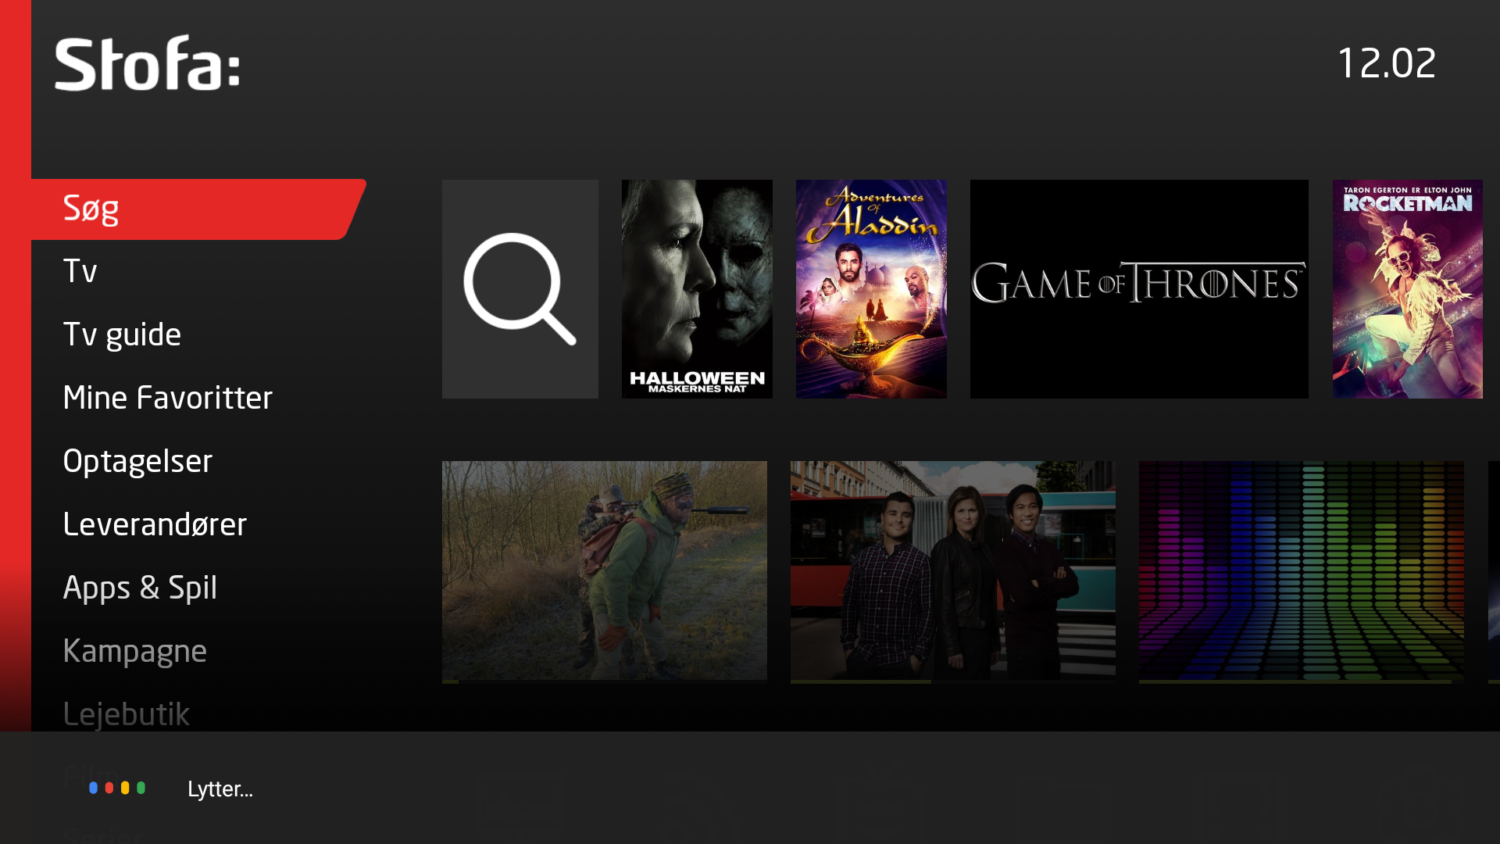 Stofa:
12.02
Søg
Tv
Tv guide
Mine Favoritter
Optagelser
Leverandører
Apps & Spil
Kampagne
Lejebutik
HALLOWEEN
MASKERNES NAT
Adventures
Of
Aladdin
GAME OF THRONES
TARON EGERTON ER ELTON JOHN
ROCKETMAN
Lytter...